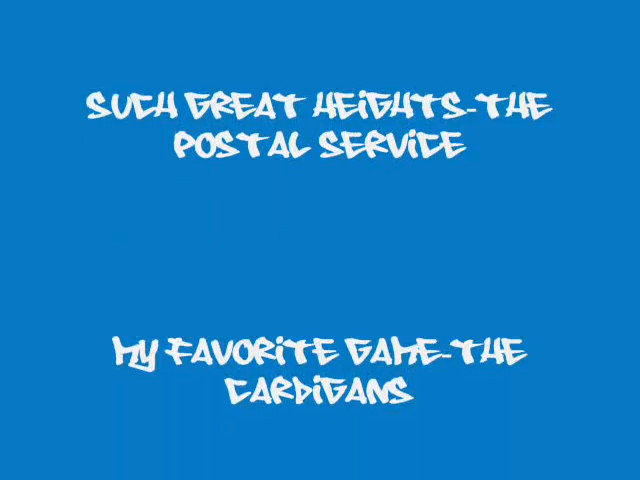 SUCH GREAT HEiGHTS-THE
POSTAL SERViCE
MY FAVORiTE GAME-THE
CARDiGANS